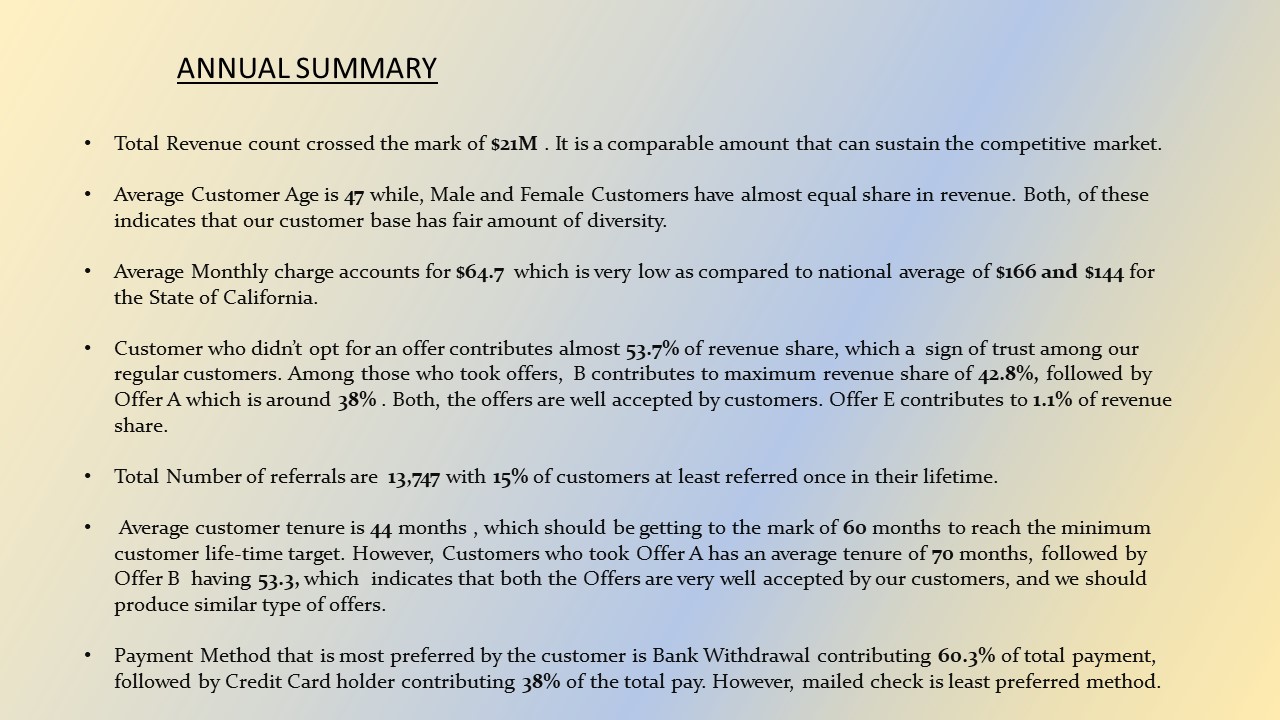 ANNUAL SUMMARY
• Total Revenue count crossed the mark of $21M . It is a comparable amount that can sustain the competitive market.
• Average Customer Age is 47 while, Male and Female Customers have almost equal share in revenue. Both, of these
indicates that our customer base has fair amount of diversity.
• Average Monthly charge accounts for $64.7 which is very low as compared to national average of $166 and $144 for
the State of California.
• Customer who didn’t opt for an offer contributes almost 53.7% of revenue share, which a sign of trust among our
regular customers. Among those who took offers, B contributes to maximum revenue share of 42.8%, followed by
Offer A which is around 38% . Both, the offers are well accepted by customers. Offer E contributes to 1.1% of revenue
share.
• Total Number of referrals are 13,747 with 15% of customers at least referred once in their lifetime.
• Average customer tenure is 44 months , which should be getting to the mark of 60 months to reach the minimum
customer life-time target. However, Customers who took Offer A has an average tenure of 70 months, followed by
Offer B having 53.3, which indicates that both the Offers are very well accepted by our customers, and we should
produce similar type of offers.
• Payment Method that is most preferred by the customer is Bank Withdrawal contributing 60.3% of total payment,
followed by Credit Card holder contributing 38% of the total pay. However, mailed check is least preferred method.